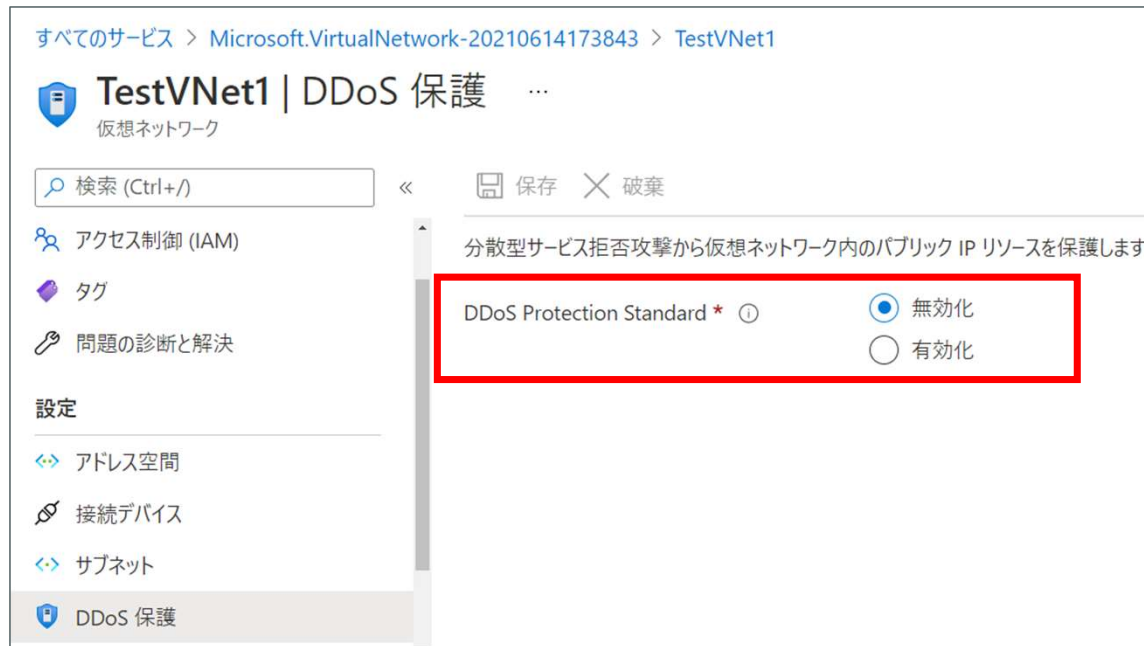 すべてのサービス > Microsoft.VirtualNetwork-20210614173843 > TestVNet1
TestVNet1 | DDoS 保護 ...
仮想ネットワーク
検索 (Ctrl+/)
«
保存
破棄
アクセス制御 (IAM)
タグ
問題の診断と解決
設定
アドレス空間
接続デバイス
サブネット
DDoS 保護
分散型サービス拒否攻撃から仮想ネットワーク内のパブリック IP リソースを保護します
DDoS Protection Standard *
無効化
有効化